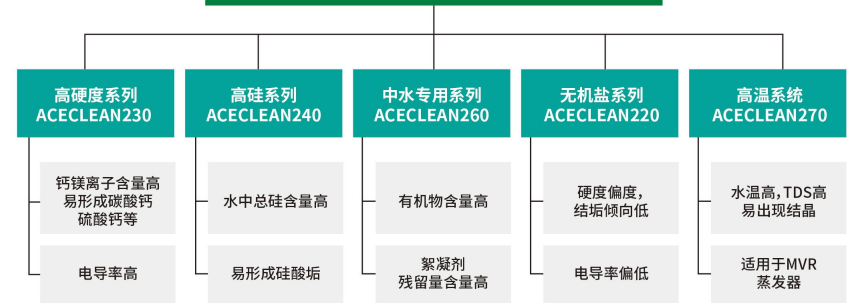 高硬度系列
ACECLEAN230
高硅系列
ACECLEAN240
中水专用系列
ACECLEAN260
无机盐系列
ACECLEAN220
高温系统
ACECLEAN270
钙镁离子含量高
易形成碳酸钙
硫酸钙等
水中总硅含量高
有机物含量高
硬度偏度，
结垢倾向低
水温高，TDS高
易出现结晶
电导率高
易形成硅酸垢
絮凝剂
残留量含量高
电导率偏低
适用于MVR
蒸发器